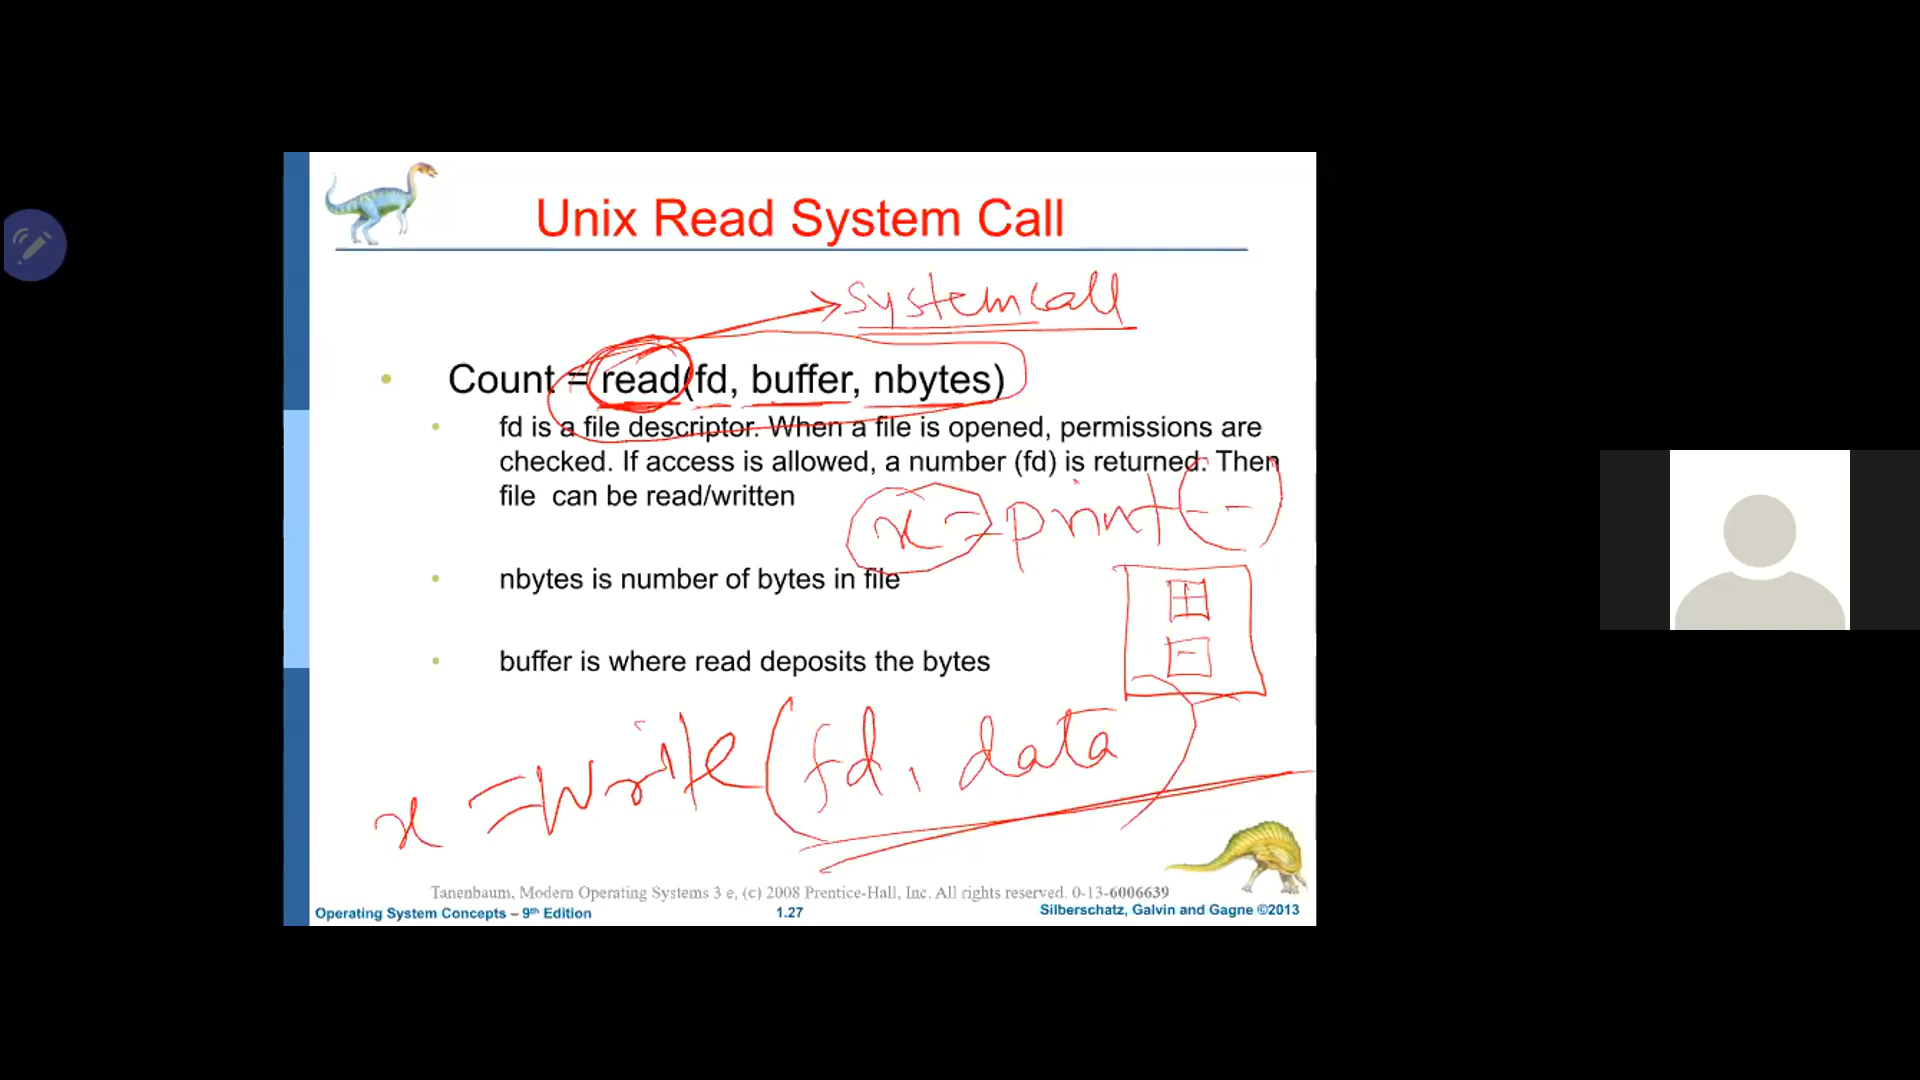 Unix Read System Call
system call
Count = read(fd, buffer, nbytes)
fd is a file descriptor. When a file is opened, permissions are
checked. If access is allowed, a number (fd) is returned. Then
file can be read/written
x = print(--)
nbytes is number of bytes in file
buffer is where read deposits the bytes
x = write(fd, data)
Tanenbaum, Modern Operating Systems 3 e, (c) 2008 Prentice-Hall, Inc. All rights reserved. 0-13-6006639
Operating System Concepts – 9th Edition 1.27 Silberschatz, Galvin and Gagne ©2013